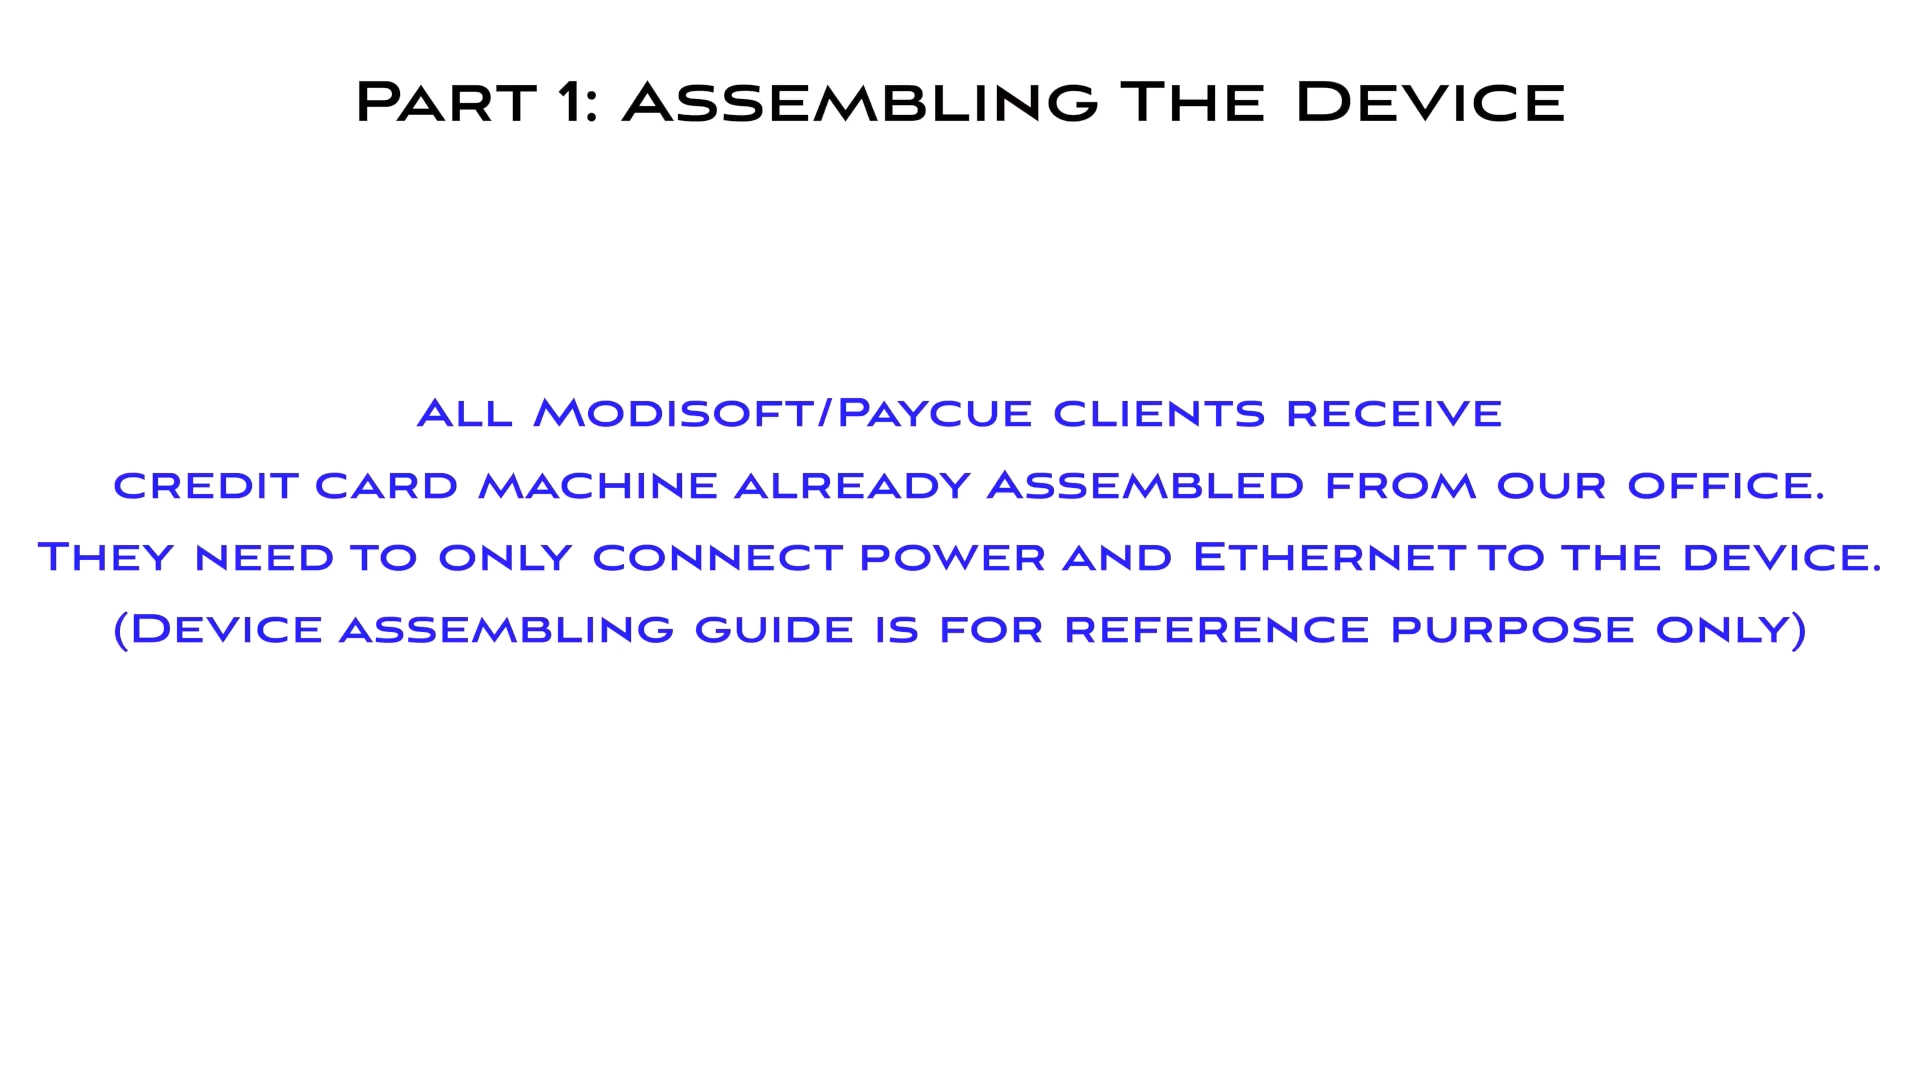 Part 1: Assembling The Device
All Modisoft/Paycue clients receive
credit card machine already Assembled from our office.
They need to only connect power and Ethernet to the device.
(Device assembling guide is for reference purpose only)